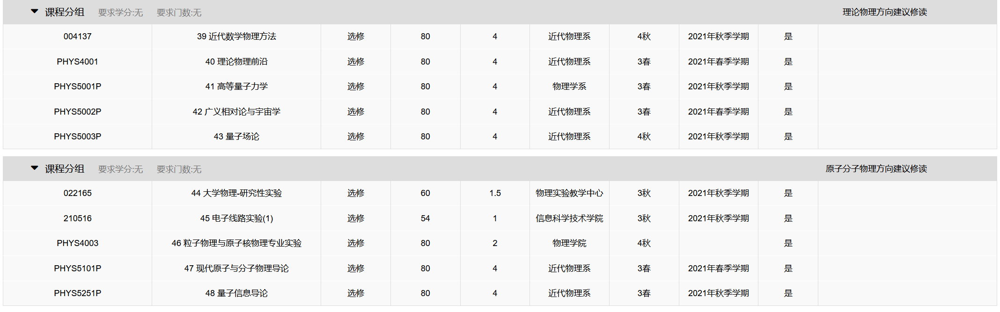 课程分组 要求学分:无 要求门数:无 理论物理方向建议修读
004137 39 近代数学物理方法 选修 80 4 近代物理系 4秋 2021年秋季学期 是
PHYS4001 40 理论物理前沿 选修 80 4 近代物理系 3春 2021年春季学期 是
PHYS5001P 41 高等量子力学 选修 80 4 物理学系 3春 2021年秋季学期 是
PHYS5002P 42 广义相对论与宇宙学 选修 80 4 近代物理系 3春 2021年春季学期 是
PHYS5003P 43 量子场论 选修 80 4 近代物理系 4秋 2021年秋季学期 是
课程分组 要求学分:无 要求门数:无 原子分子物理方向建议修读
022165 44 大学物理-研究性实验 选修 60 1.5 物理实验教学中心 3秋 2021年秋季学期 是
210516 45 电子线路实验(1) 选修 54 1 信息科学技术学院 3秋 2021年秋季学期 是
PHYS4003 46 粒子物理与原子核物理专业实验 选修 80 2 物理学院 4秋 是
PHYS5101P 47 现代原子与分子物理导论 选修 80 4 近代物理系 3春 2021年春季学期 是
PHYS5251P 48 量子信息导论 选修 80 4 近代物理系 3春 2021年秋季学期 是